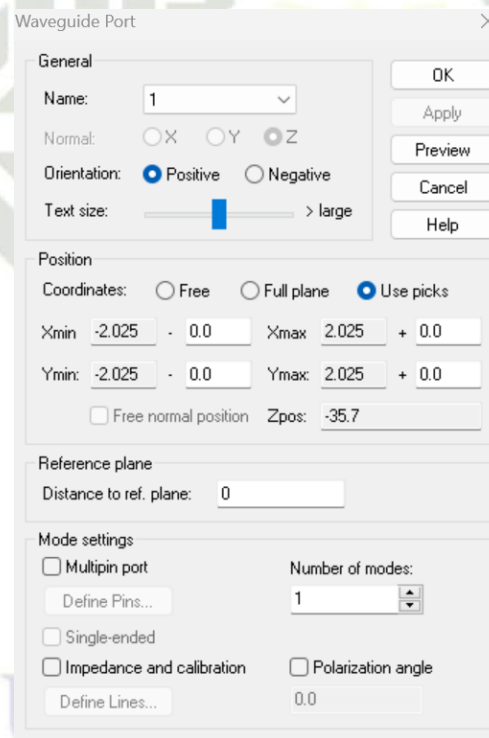 Waveguide Port
General
OK
Name: 1
Apply
Normal: X Y Z
Preview
Orientation: Positive Negative
Cancel
Text size: > large
Help
Position
Coordinates: Free Full plane Use picks
Xmin -2.025 - 0.0 Xmax 2.025 + 0.0
Ymin: -2.025 - 0.0 Ymax: 2.025 + 0.0
Free normal position Zpos: -35.7
Reference plane
Distance to ref. plane: 0
Mode settings
Multipin port Number of modes:
Define Pins... 1
Single-ended
Impedance and calibration Polarization angle
Define Lines... 0.0